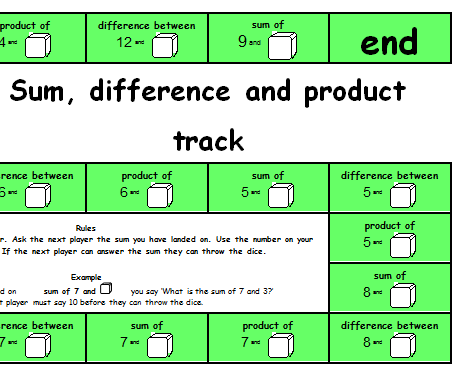 product of difference between sum of
4 and 12 and 9 and end
Sum, difference and product
track
rence between product of sum of difference between
6 and 6 and 5 and 5 and
Rules
r. Ask the next player the sum you have landed on. Use the number on your
If the next player can answer the sum they can throw the dice.
product of
5 and
Example
d on sum of 7 and you say 'What is the sum of 7 and 3?'
t player must say 10 before they can throw the dice.
sum of
8 and
rence between sum of product of difference between
7 and 7 and 7 and 8 and